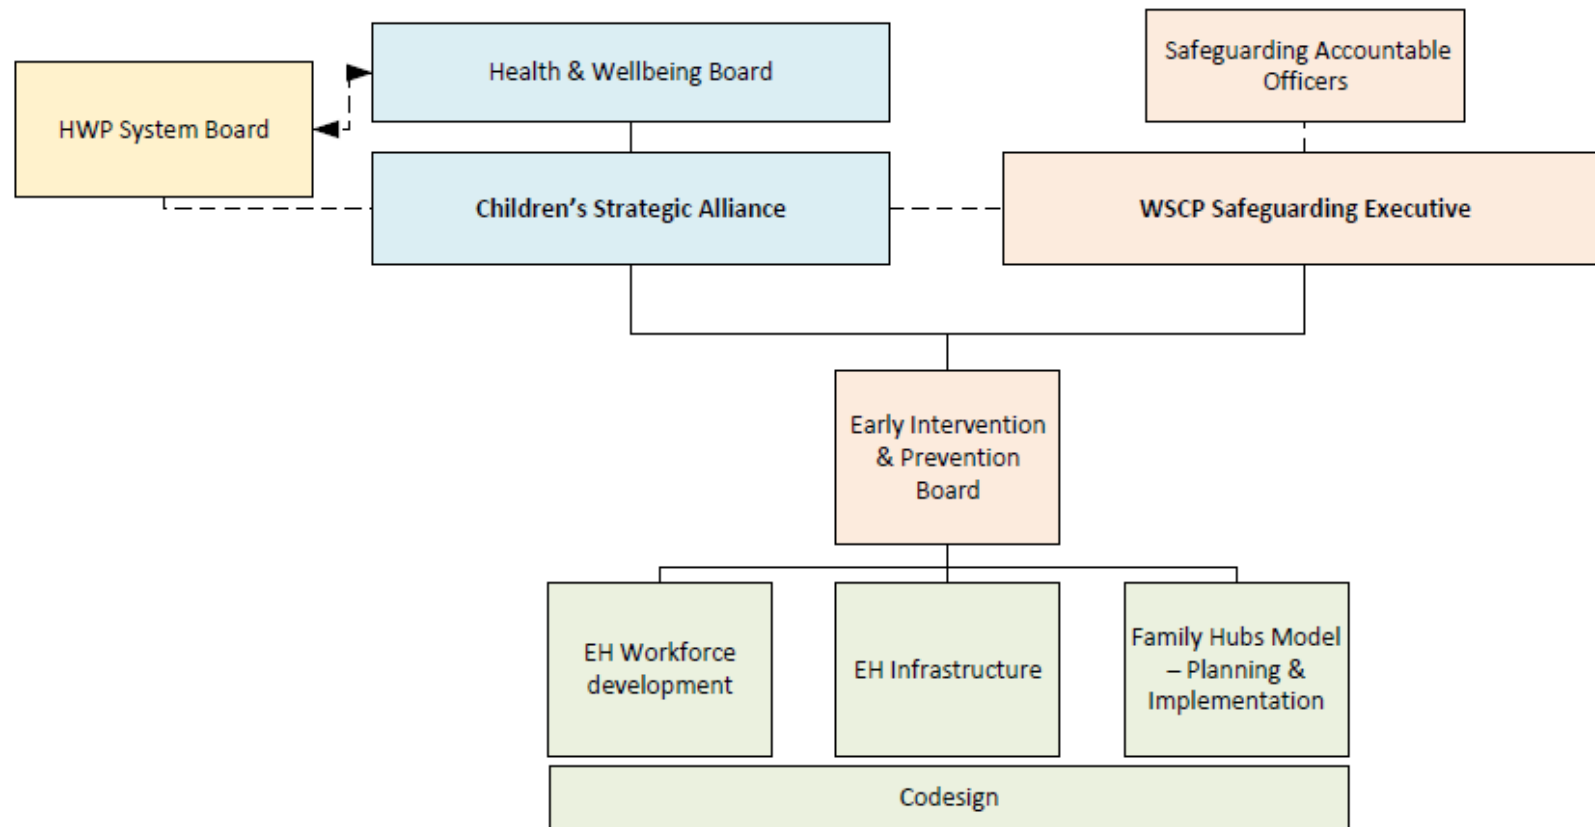 Health & Wellbeing Board
Safeguarding Accountable
Officers
HWP System Board
Children’s Strategic Alliance
WSCP Safeguarding Executive
Early Intervention
& Prevention
Board
EH Workforce
development
EH Infrastructure
Family Hubs Model
– Planning &
Implementation
Codesign